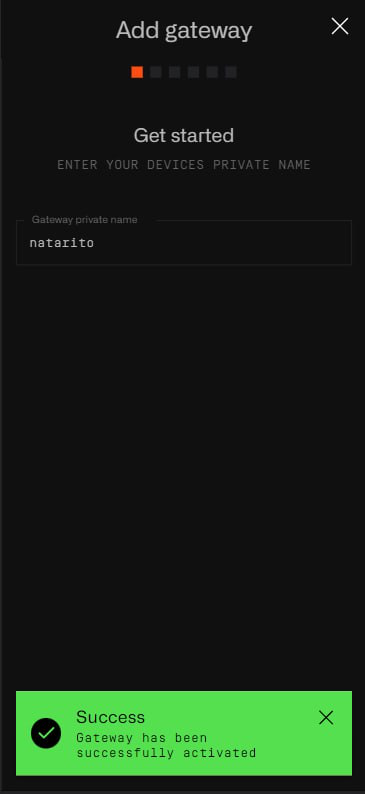 Add gateway
Get started
ENTER YOUR DEVICES PRIVATE NAME
Gateway private name
natarito
Success
Gateway has been
successfully activated